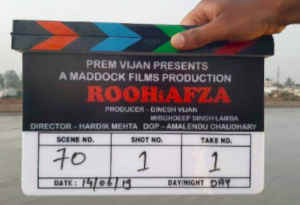 PREM VIJAN PRESENTS
A MADDOCK FILMS PRODUCTION
ROOHiAFZA
PRODUCER - DINESH VIJAN
MRIGHDEEP SINGH LAMBA
DIRECTOR - HARDIK MEHTA DOP - AMALENDU CHAUDHARY
SCENE NO. SHOT NO. TAKE NO.
70 1 1
DATE: 14/06/19 DAY/NIGHT DAY